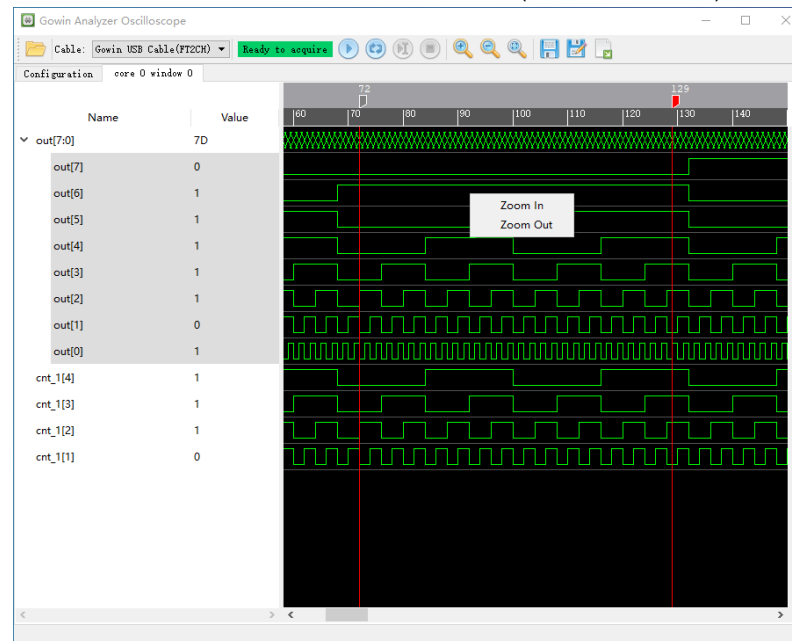 Gowin Analyzer Oscilloscope
Cable: Gowin USB Cable(FT2CH) Ready to acquire
Configuration core 0 window 0
72 129
Name Value 60 70 80 90 100 110 120 130 140
out[7:0] 7D
out[7] 0
out[6] 1
Zoom In
out[5] 1
Zoom Out
out[4] 1
out[3] 1
out[2] 1
out[1] 0
out[0] 1
cnt_1[4] 1
cnt_1[3] 1
cnt_1[2] 1
cnt_1[1] 0